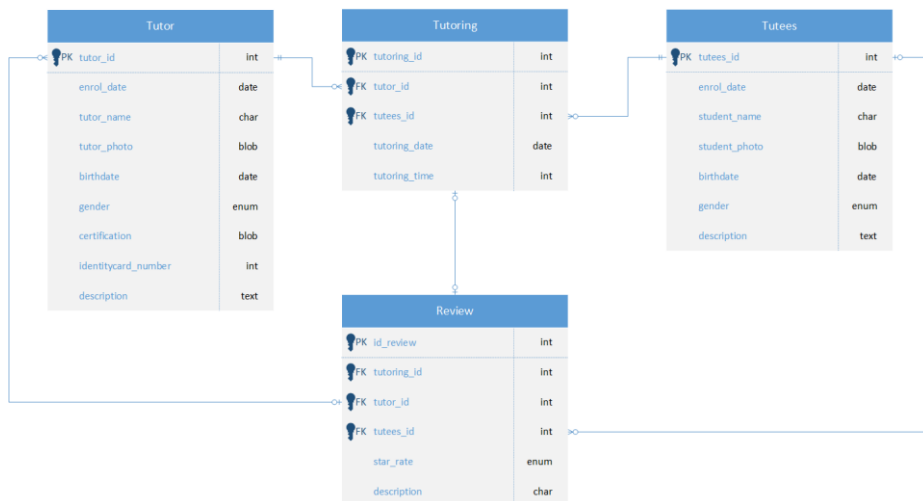 Tutor
PK tutor_id int
enrol_date date
tutor_name char
tutor_photo blob
birthdate date
gender enum
certification blob
identitycard_number int
description text
Tutoring
PK tutoring_id int
FK tutor_id int
FK tutees_id int
tutoring_date date
tutoring_time int
Tutees
PK tutees_id int
enrol_date date
student_name char
student_photo blob
birthdate date
gender enum
description text
Review
PK id_review int
FK tutoring_id int
FK tutor_id int
FK tutees_id int
star_rate enum
description char